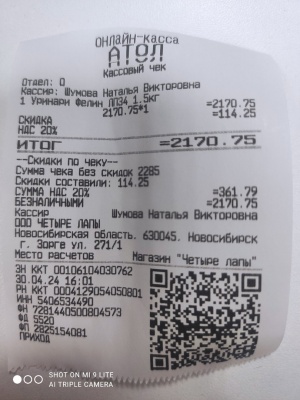 ОНЛАЙН-касса
АТОЛ
Кассовый чек
Отдел: 0
Кассир: Шумова Наталья Викторовна
1 Уринари Фелин ЛП34 1.5кг
2170.75*1 =2170.75
СКИДКА =114.25
НДС 20%
ИТОГ =2170.75
--Скидки по чеку--
Сумма чека без скидок 2285
Скидки составили: 114.25
СУММА НДС 20% =361.79
БЕЗНАЛИЧНЫМИ =2170.75
Кассир Шумова Наталья Викторовна
ООО ЧЕТЫРЕ ЛАПЫ
Новосибирская область. 630045. Новосибирск
г. Зорге ул. 271/1
Место расчетов Магазин "Четыре лапы"
ЗН ККТ 00106104030762
30.04.24 16:01
РН ККТ 0004129054050801
ИНН 5406534490
ФН 7281440500804573
ФД 5520
ФП 2825154081
ПРИХОД
SHOT ON MI 9 LITE
AI TRIPLE CAMERA